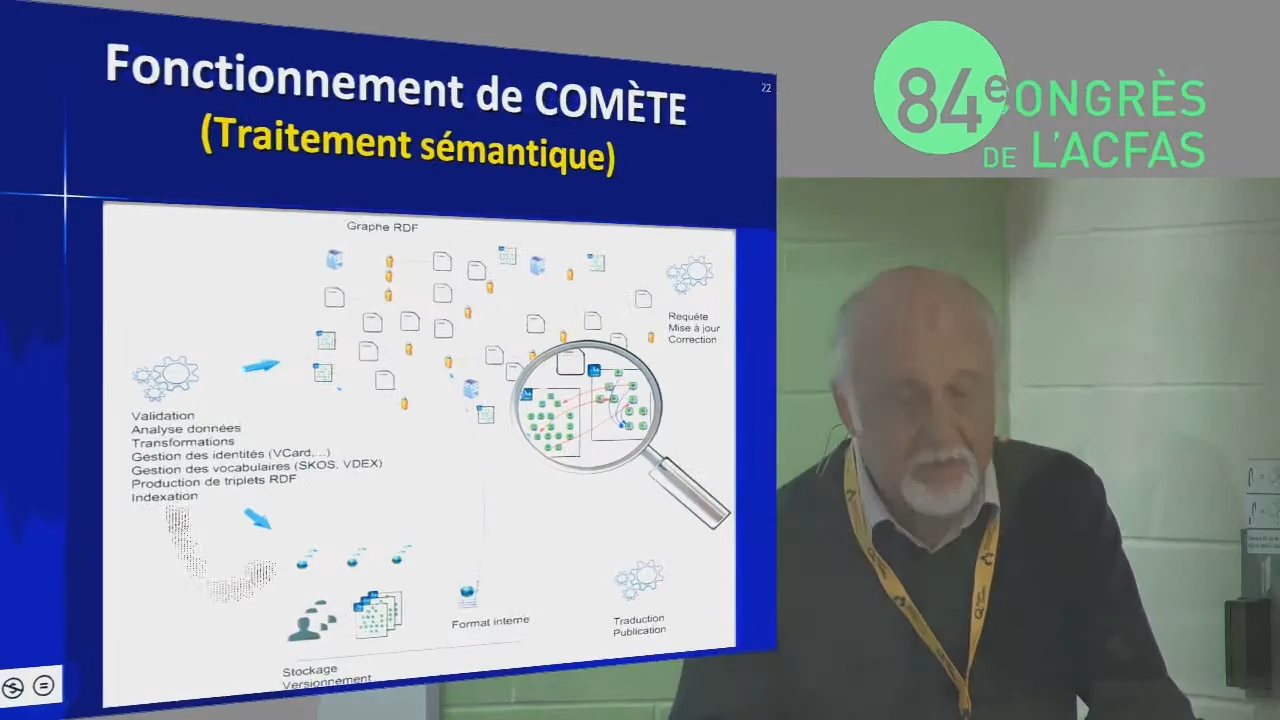 Fonctionnement de COMÈTE
22
(Traitement sémantique)
84e CONGRÈS
DE L'ACFAS
Graphe RDF
Requête
Mise à jour
Correction
Validation
Analyse données
Transformations
Gestion des identités (VCard,...)
Gestion des vocabulaires (SKOS, VDEX)
Production de triplets RDF
Indexation
Format interne
Traduction
Publication
Stockage
Versionnement